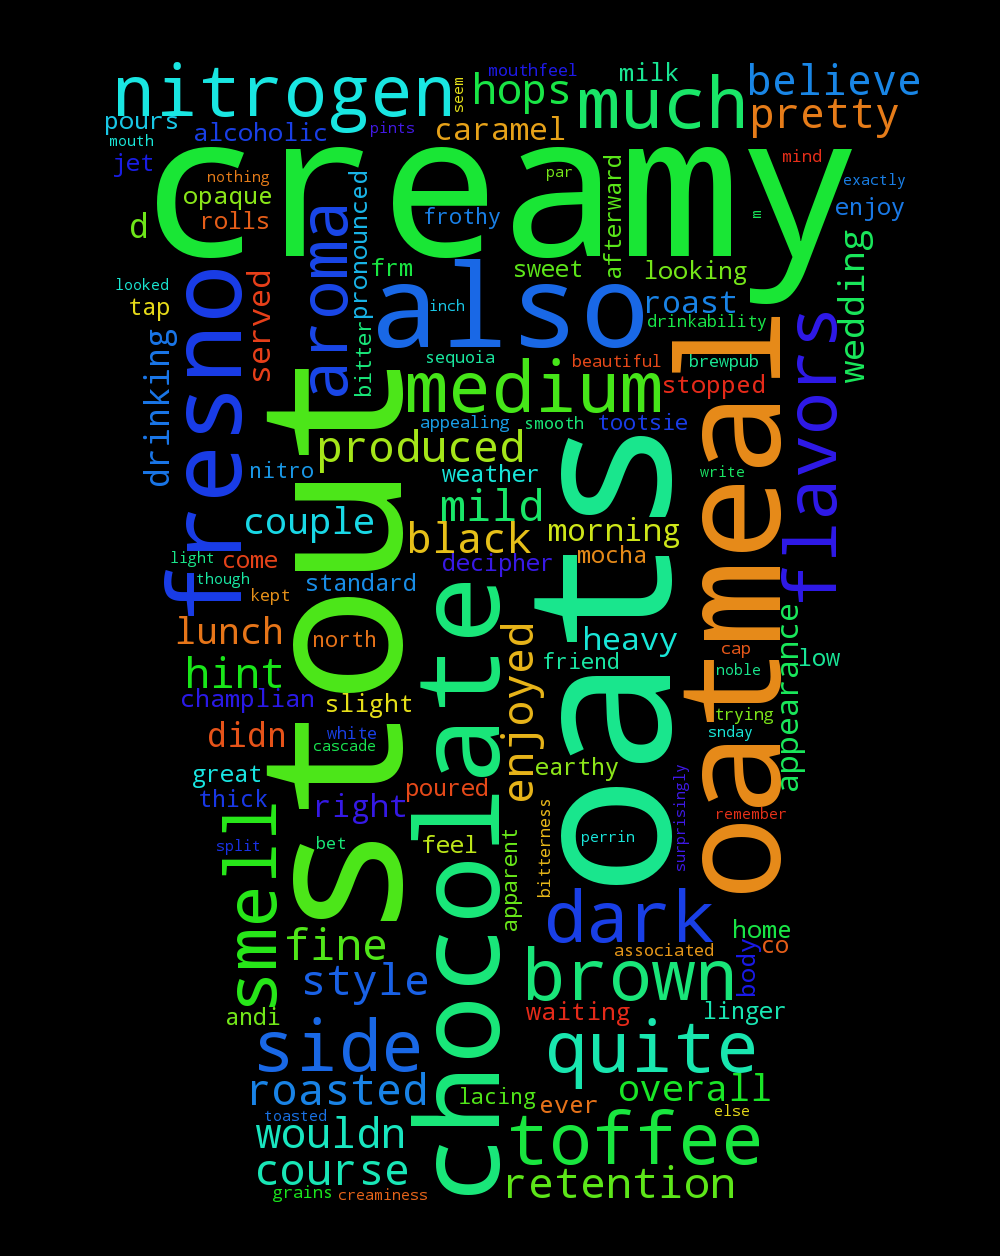 nitrogen
seem
mouthfeel
hops
milk
much
believe
pretty
pours
alcoholic
pints
caramel
mouth
jet
creamy
nothing
opaque
rolls
d
aroma
pronounced
frothy
par
afterward
mind
exactly
m
enjoy
frm
sweet
looking
wedding
looked
tap
fresno
served
also
inch
roast
drinkability
flavors
drinking
bitter
sequoia
beautiful
brewpub
stout
medium
stopped
oatmeal
appealing
smooth
tootsie
produced
oats
nitro
weather
write
mild
couple
black
morning
decipher
mocha
light
come
though
standard
kept
chocolate
lunch
north
enjoyed
heavy
cap
appearance
hint
friend
noble
low
champlian
slight
trying
didn
white
cascade
snday
great
earthy
thick
right
poured
surprisingly
remember
smell
split
bet
feel
apparent
bitterness
perrin
dark
fine
home
associated
co
style
brown
body
andi
waiting
linger
side
quite
roasted
lacing
ever
overall
toasted
else
wouldn
toffee
course
retention
grains
creaminess